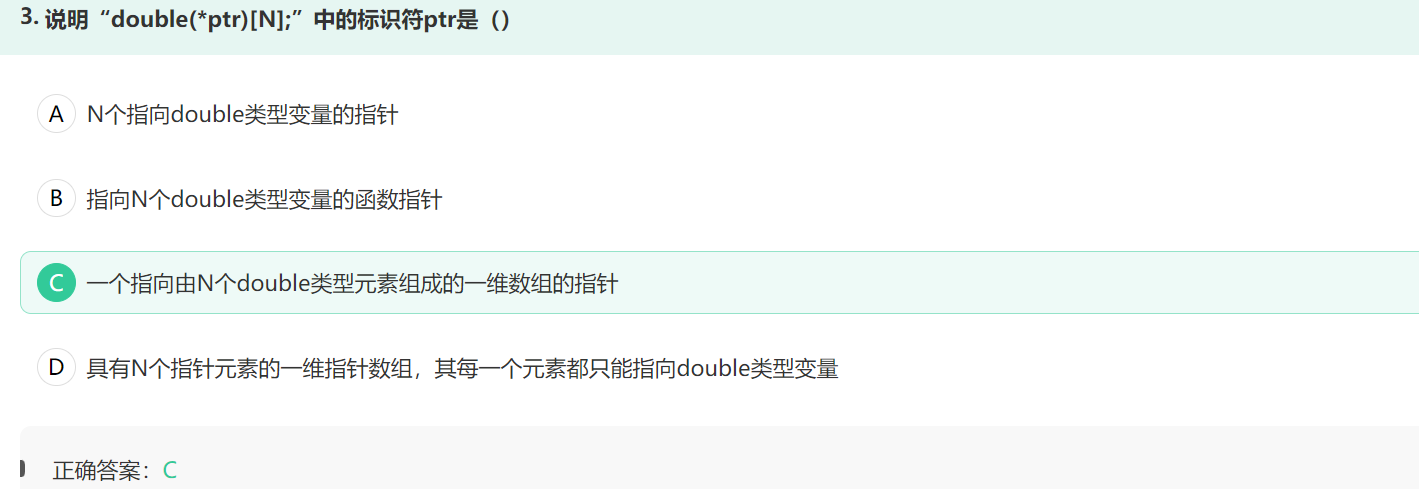 3. 说明“double(*ptr)[N];”中的标识符ptr是（）
A N个指向double类型变量的指针
B 指向N个double类型变量的函数指针
C 一个指向由N个double类型元素组成的一维数组的指针
D 具有N个指针元素的一维指针数组，其每一个元素都只能指向double类型变量
正确答案：C